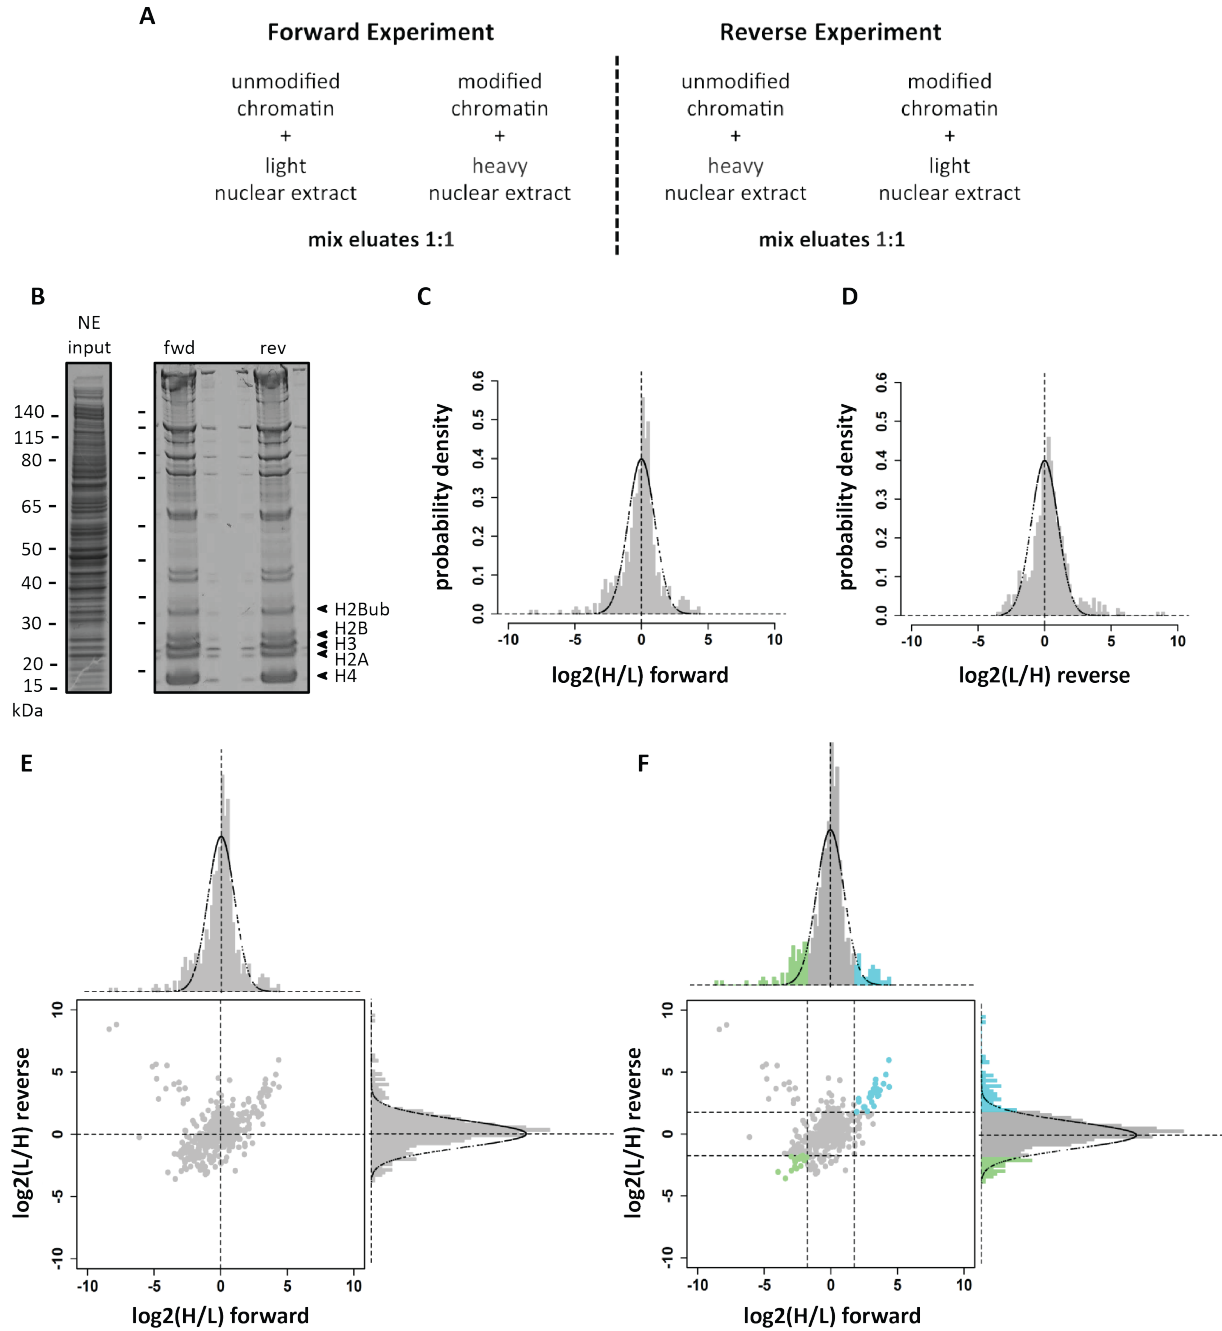 A
Forward Experiment
Reverse Experiment
unmodified
chromatin
+
light
nuclear extract
modified
chromatin
+
heavy
nuclear extract
mix eluates 1:1
unmodified
chromatin
+
heavy
nuclear extract
modified
chromatin
+
light
nuclear extract
mix eluates 1:1
B
NE
input
fwd
rev
140
115
80
65
50
40
30
20
15
kDa
H2Bub
H2B
H3
H2A
H4
C
probability density
0.6
0.5
0.4
0.3
0.2
0.1
0.0
-10 -5 0 5 10
log2(H/L) forward
D
probability density
0.6
0.5
0.4
0.3
0.2
0.1
0.0
-10 -5 0 5 10
log2(L/H) reverse
E
log2(L/H) reverse
10
5
0
-5
-10
-10 -5 0 5 10
log2(H/L) forward
F
log2(L/H) reverse
10
5
0
-5
-10
-10 -5 0 5 10
log2(H/L) forward